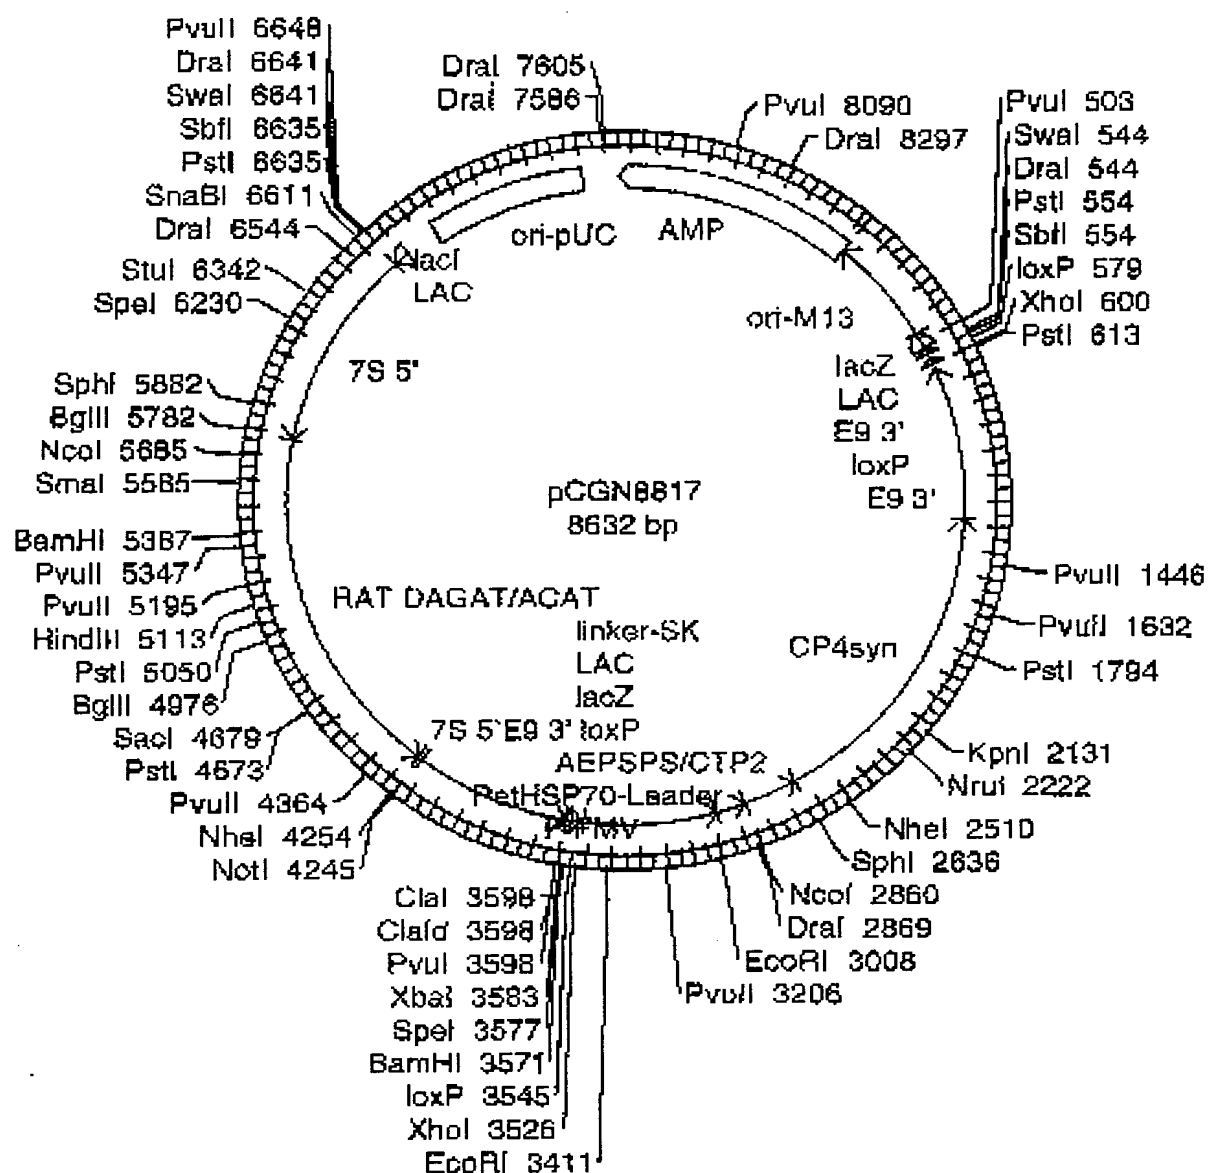 PvuII 6648
DraI 6641
SwaI 6641
SbfI 6635
PstI 6635
SnaBI 6611
DraI 6544
StuI 6342
SpeI 6230
SphI 5882
BglII 5782
NcoI 5685
SmaI 5585
BamHI 5387
PvuII 5347
PvuII 5195
HindIII 5113
PstI 5050
BglII 4976
SacI 4679
PstI 4673
PvuII 4364
NheI 4254
NotI 4245
DraI 7605
DraI 7586
PvuI 8090
DraI 8297
PvuI 503
SwaI 544
DraI 544
PstI 554
SbfI 554
loxP 579
XhoI 600
PstI 613
ori-pUC
AMP
lacI
LAC
ori-M13
7S 5'
lacZ
LAC
E9 3'
loxP
E9 3'
pCGN8817
8632 bp
RAT DAGAT/ACAT
linker-SK
LAC
lacZ
7S 5' E9 3' loxP
CP4syn
AEPSPS/CTP2
PetHSP70-Leader
PvuII 1446
PvuII 1632
PstI 1794
KpnI 2131
NruI 2222
NheI 2510
SphI 2636
NcoI 2860
DraI 2869
EcoRI 3008
PvuII 3206
ClaI 3598
ClaId 3598
PvuI 3598
XbaI 3583
SpeI 3577
BamHI 3571
loxP 3545
XhoI 3526
EcoRI 3411